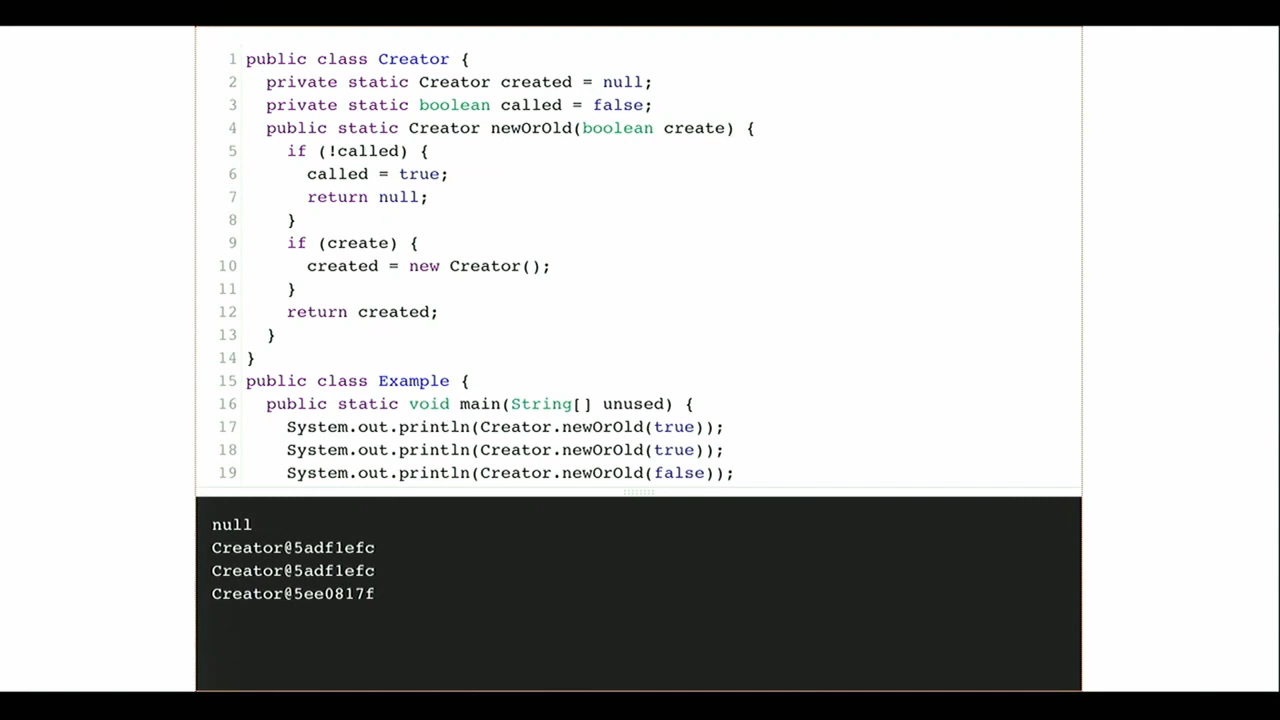 1 public class Creator {
2 private static Creator created = null;
3 private static boolean called = false;
4 public static Creator newOrOld(boolean create) {
5 if (!called) {
6 called = true;
7 return null;
8 }
9 if (create) {
10 created = new Creator();
11 }
12 return created;
13 }
14 }
15 public class Example {
16 public static void main(String[] unused) {
17 System.out.println(Creator.newOrOld(true));
18 System.out.println(Creator.newOrOld(true));
19 System.out.println(Creator.newOrOld(false));
null
Creator@5adf1efc
Creator@5adf1efc
Creator@5ee0817f